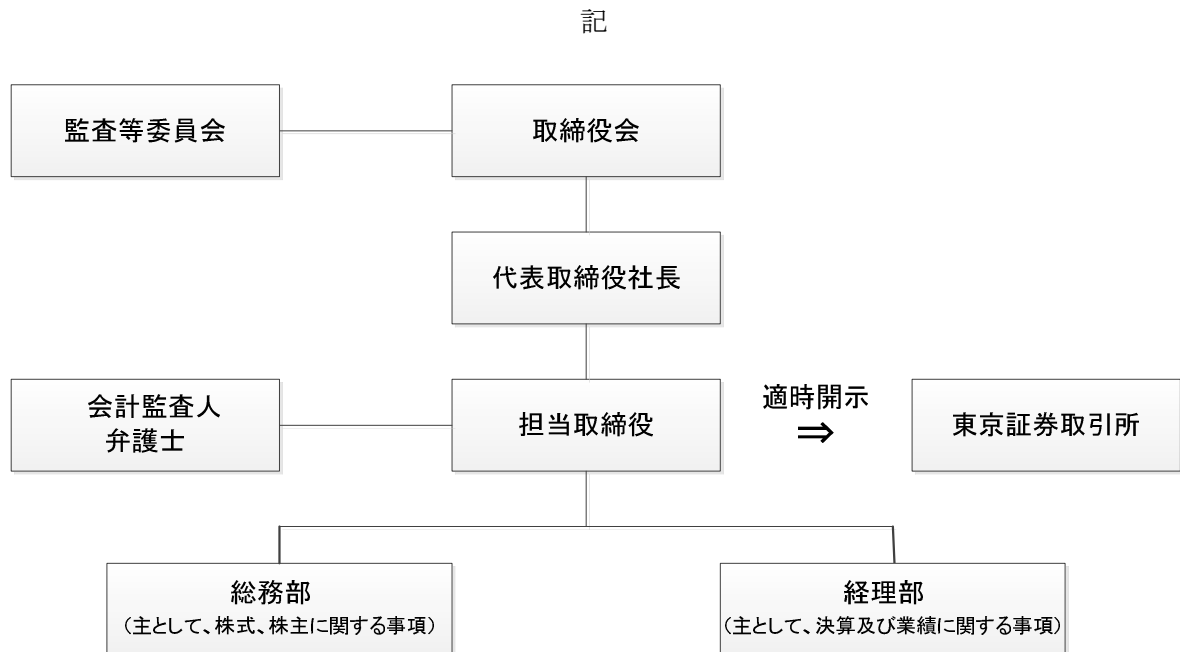 記
監査等委員会
取締役会
代表取締役社長
会計監査人
弁護士
担当取締役
適時開示
⇒
東京証券取引所
総務部
（主として、株式、株主に関する事項）
経理部
（主として、決算及び業績に関する事項）